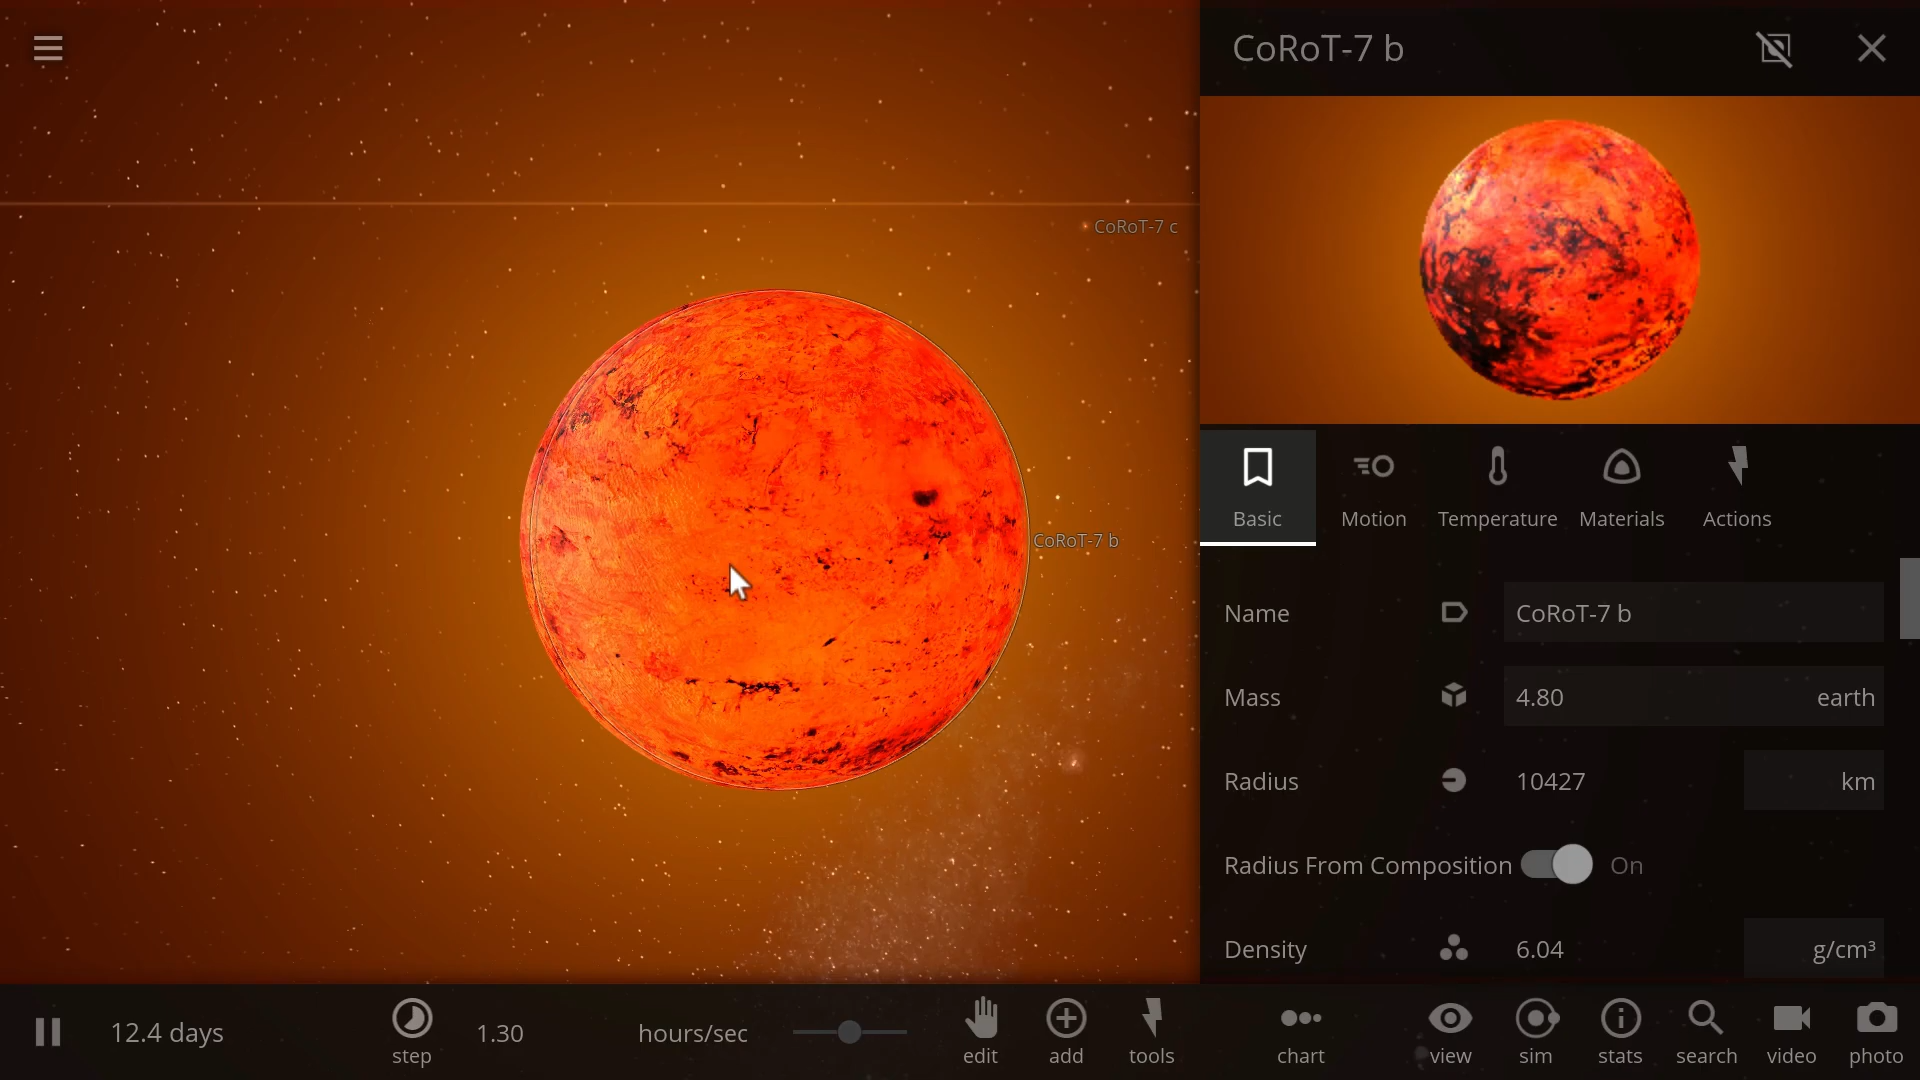 CoRoT-7 b
CoRoT-7 c
CoRoT-7 b
Basic
Motion
Temperature
Materials
Actions
Name CoRoT-7 b
Mass 4.80 earth
Radius 10427 km
Radius From Composition On
Density 6.04 g/cm³
12.4 days
step
1.30
hours/sec
edit
add
tools
chart
view
sim
stats
search
video
photo